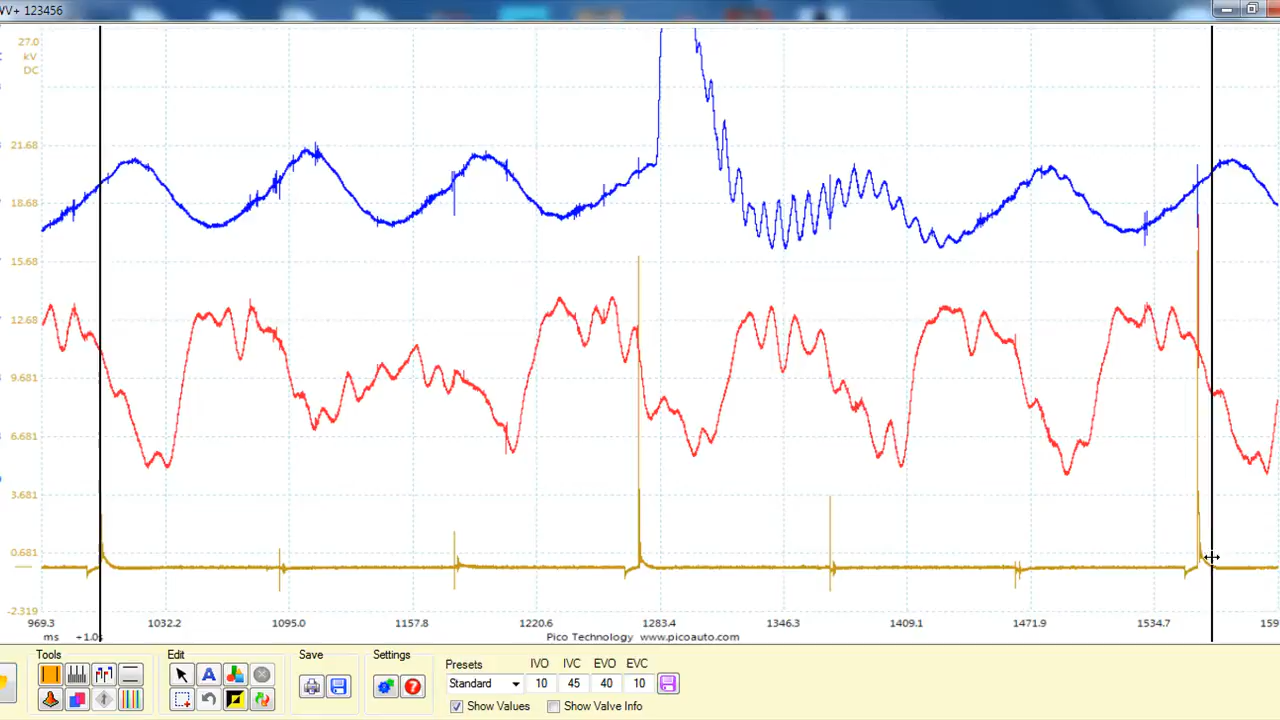 VV+ 123456
27.0
kV
DC
21.68
18.68
15.68
12.68
9.681
6.681
3.681
0.681
-2.319
969.3 1032.2 1095.0 1157.8 1220.6 1283.4 1346.3 1409.1 1471.9 1534.7 159
ms +1.0 Pico Technology www.picoauto.com
Tools Edit Save Settings
Presets IVO IVC EVO EVC
Standard 10 45 40 10
Show Values Show Valve Info